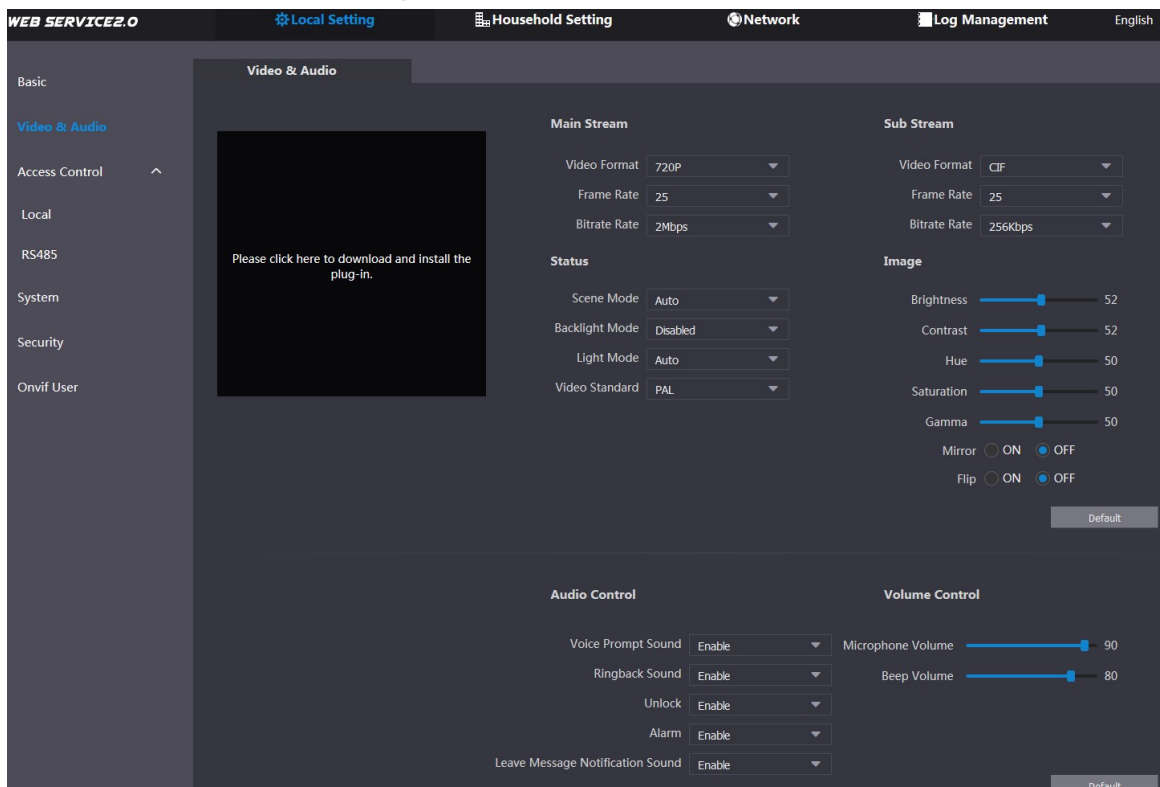 WEB SERVICE2.0 Local Setting Household Setting Network Log Management English
Basic
Video & Audio
Access Control
Local
RS485
System
Security
Onvif User
Video & Audio
Please click here to download and install the
plug-in.
Main Stream
Video Format 720P
Frame Rate 25
Bitrate Rate 2Mbps
Status
Scene Mode Auto
Backlight Mode Disabled
Light Mode Auto
Video Standard PAL
Sub Stream
Video Format CIF
Frame Rate 25
Bitrate Rate 256Kbps
Image
Brightness 52
Contrast 52
Hue 50
Saturation 50
Gamma 50
Mirror ON OFF
Flip ON OFF
Default
Audio Control
Voice Prompt Sound Enable
Ringback Sound Enable
Unlock Enable
Alarm Enable
Leave Message Notification Sound Enable
Volume Control
Microphone Volume 90
Beep Volume 80
Default